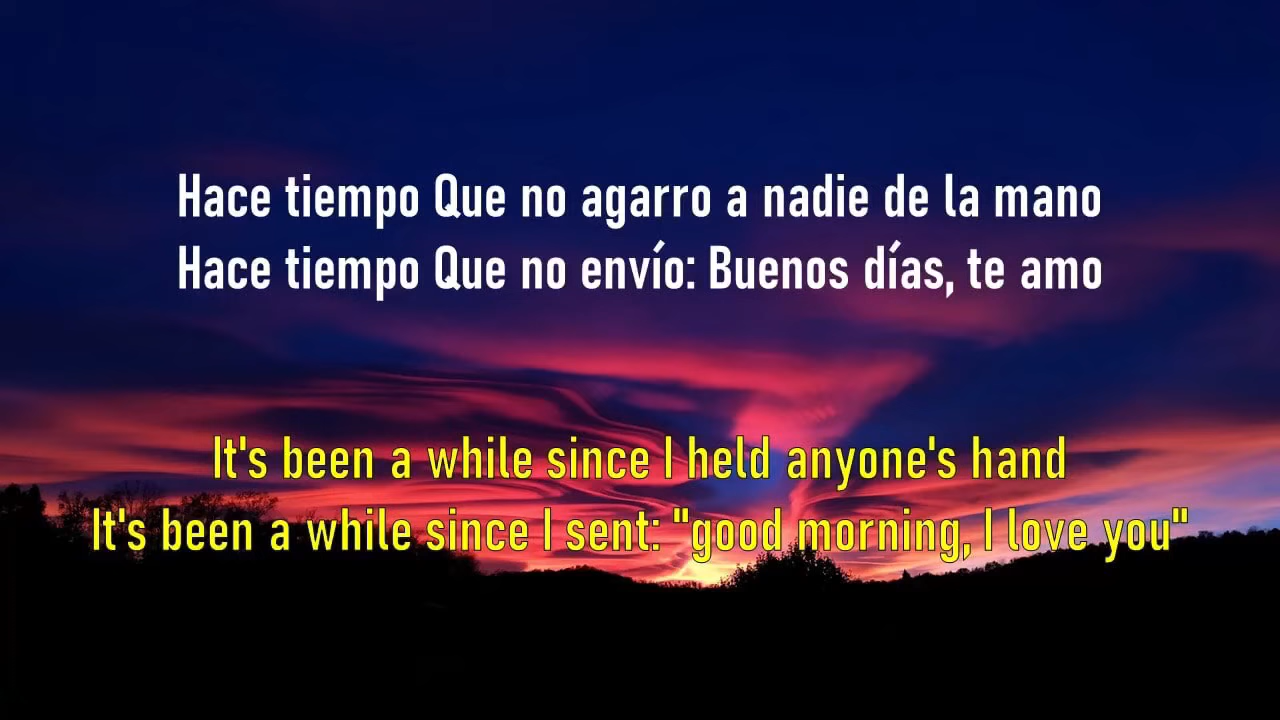 Hace tiempo Que no agarro a nadie de la mano
Hace tiempo Que no envío: Buenos días, te amo
It's been a while since I held anyone's hand
It's been a while since I sent: "good morning, I love you"